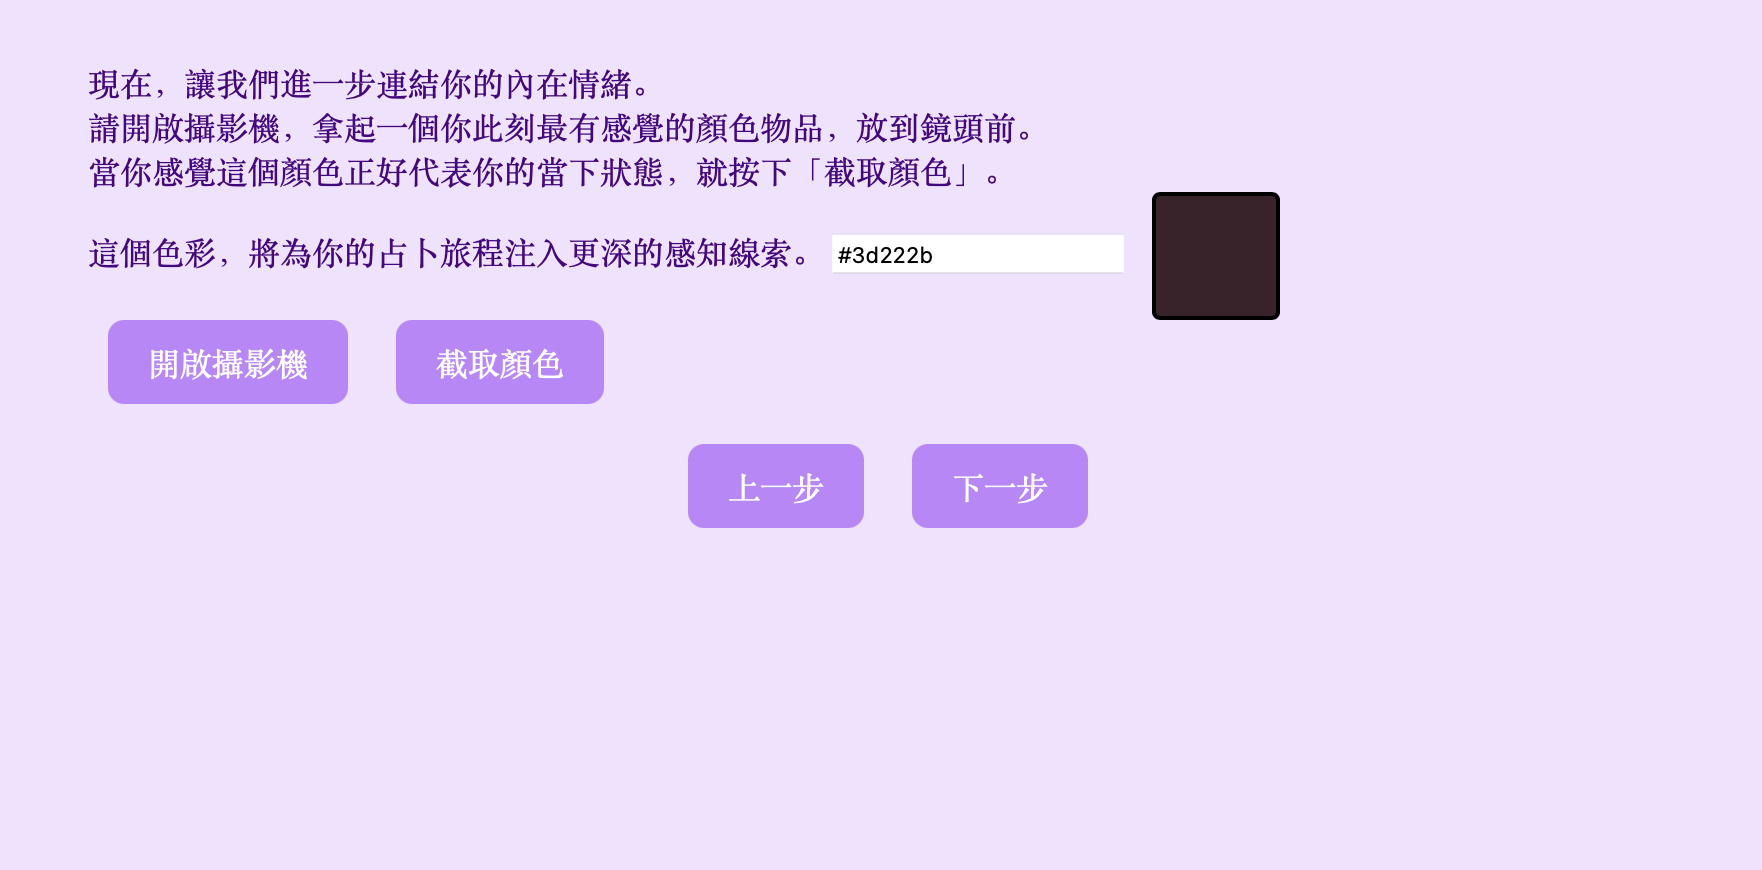 現在，讓我們進一步連結你的內在情緒。
請開啟攝影機，拿起一個你此刻最有感覺的顏色物品，放到鏡頭前。
當你感覺這個顏色正好代表你的當下狀態，就按下「截取顏色」。
這個色彩，將為你的占卜旅程注入更深的感知線索。 #3d222b
開啟攝影機 截取顏色
上一步 下一步